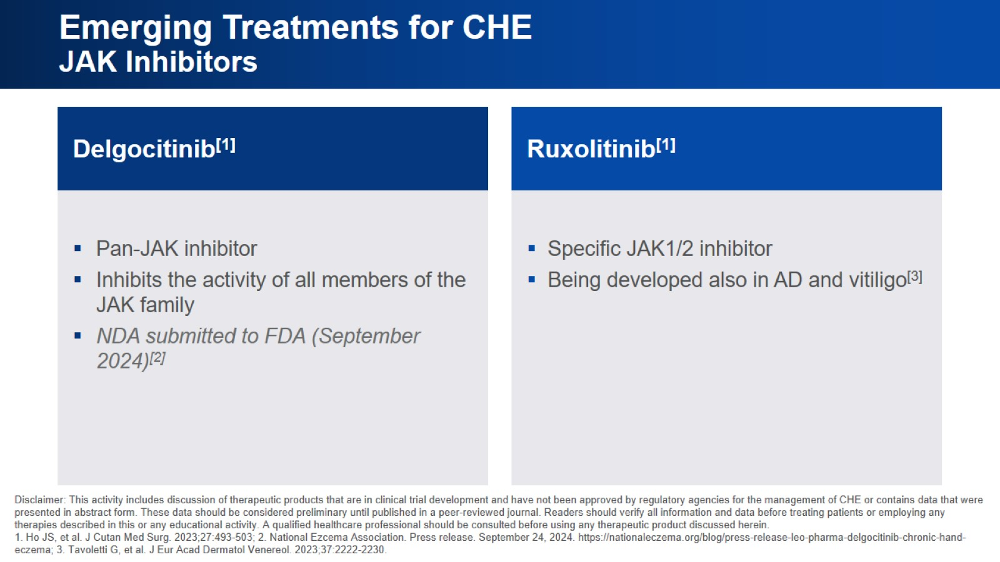 Emerging Treatments for CHE
JAK Inhibitors
Delgocitinib[1]
▪ Pan-JAK inhibitor
▪ Inhibits the activity of all members of the
JAK family
▪ NDA submitted to FDA (September
2024)[2]
Ruxolitinib[1]
▪ Specific JAK1/2 inhibitor
▪ Being developed also in AD and vitiligo[3]
Disclaimer: This activity includes discussion of therapeutic products that are in clinical trial development and have not been approved by regulatory agencies for the management of CHE or contains data that were
presented in abstract form. These data should be considered preliminary until published in a peer-reviewed journal. Readers should verify all information and data before treating patients or employing any
therapies described in this or any educational activity. A qualified healthcare professional should be consulted before using any therapeutic product discussed herein.
1. Ho JS, et al. J Cutan Med Surg. 2023;27:493-503; 2. National Ezcema Association. Press release. September 24, 2024. https://nationaleczema.org/blog/press-release-leo-pharma-delgocitinib-chronic-hand-
eczema; 3. Tavoletti G, et al. J Eur Acad Dermatol Venereol. 2023;37:2222-2230.